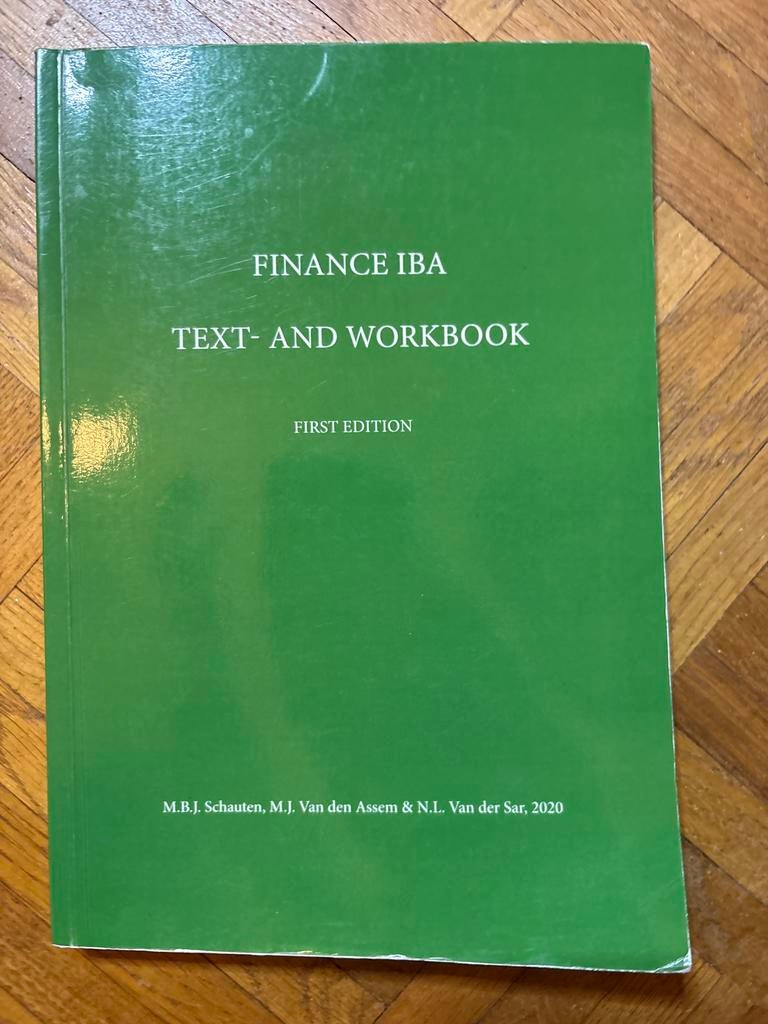 FINANCE IBA
TEXT- AND WORKBOOK
FIRST EDITION
M.B.J. Schauten, M.J. Van den Assem & N.L. Van der Sar, 2020